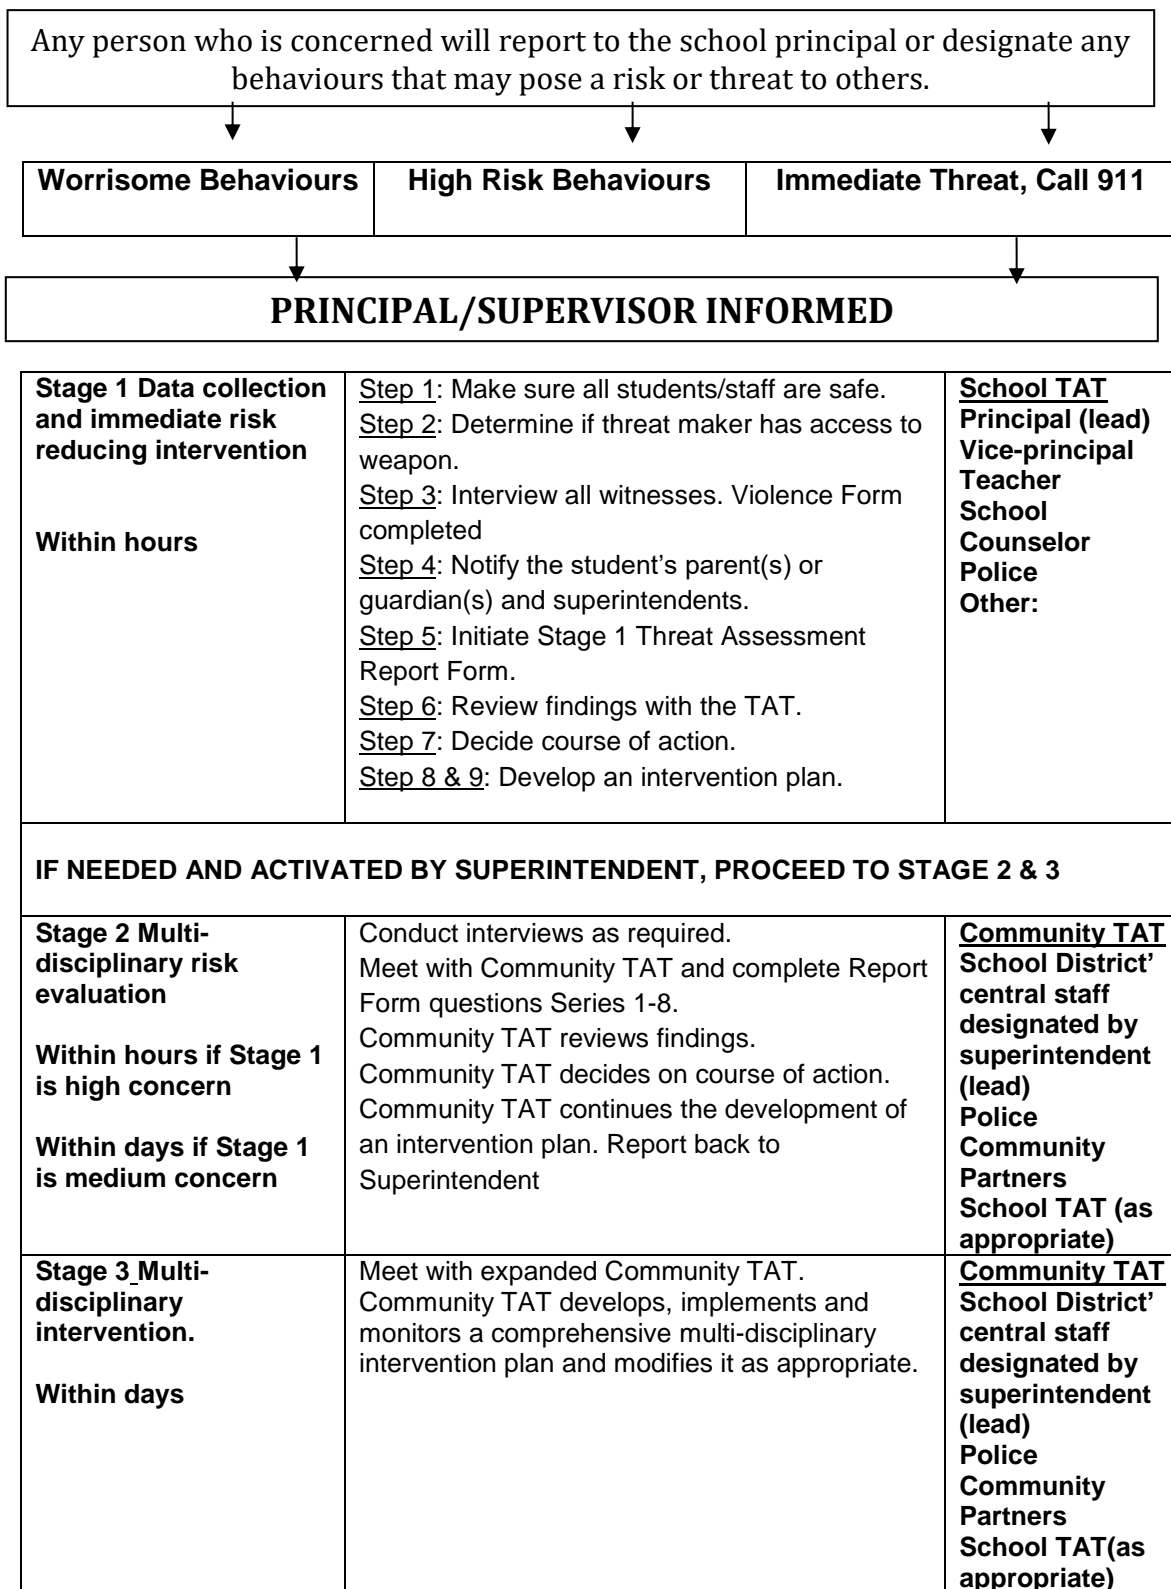 Any person who is concerned will report to the school principal or designate any
behaviours that may pose a risk or threat to others.
Worrisome Behaviours
High Risk Behaviours
Immediate Threat, Call 911
PRINCIPAL/SUPERVISOR INFORMED
Stage 1 Data collection
and immediate risk
reducing intervention
Within hours
Step 1: Make sure all students/staff are safe.
Step 2: Determine if threat maker has access to
weapon.
Step 3: Interview all witnesses. Violence Form
completed
Step 4: Notify the student's parent(s) or
guardian(s) and superintendents.
Step 5: Initiate Stage 1 Threat Assessment
Report Form.
Step 6: Review findings with the TAT.
Step 7: Decide course of action.
Step 8 & 9: Develop an intervention plan.
School TAT
Principal (lead)
Vice-principal
Teacher
School
Counselor
Police
Other:
IF NEEDED AND ACTIVATED BY SUPERINTENDENT, PROCEED TO STAGE 2 & 3
Stage 2 Multi-
disciplinary risk
evaluation
Within hours if Stage 1
is high concern
Within days if Stage 1
is medium concern
Conduct interviews as required.
Meet with Community TAT and complete Report
Form questions Series 1-8.
Community TAT reviews findings.
Community TAT decides on course of action.
Community TAT continues the development of
an intervention plan. Report back to
Superintendent
Community TAT
School District'
central staff
designated by
superintendent
(lead)
Police
Community
Partners
School TAT (as
appropriate)
Stage 3 Multi-
disciplinary
intervention.
Within days
Meet with expanded Community TAT.
Community TAT develops, implements and
monitors a comprehensive multi-disciplinary
intervention plan and modifies it as appropriate.
Community TAT
School District'
central staff
designated by
superintendent
(lead)
Police
Community
Partners
School TAT(as
appropriate)